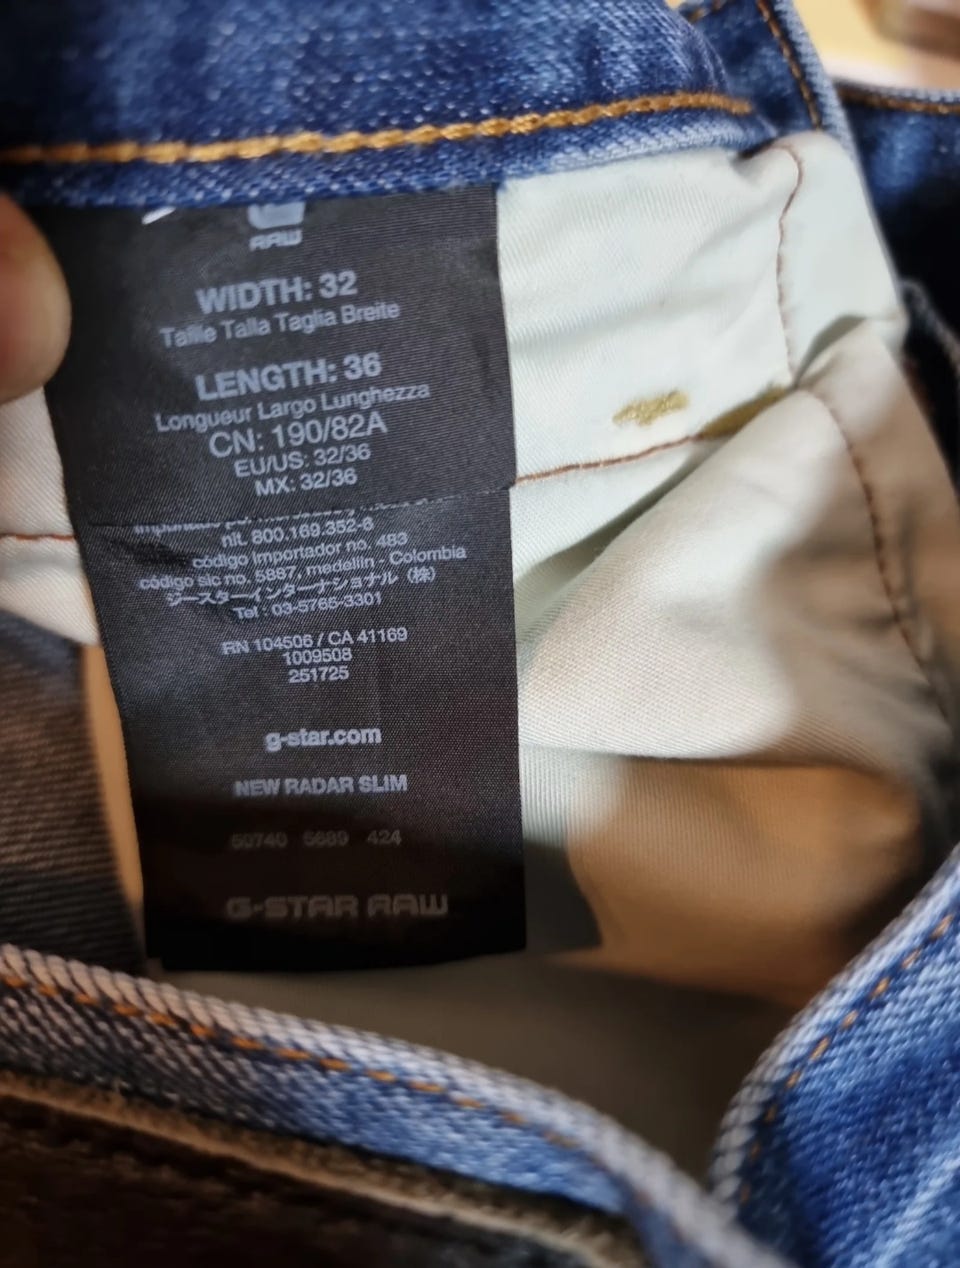 RAW
WIDTH: 32
Taille Talla Taglia Breite
LENGTH: 36
Longueur Largo Lunghezza
CN: 190/82A
EU/US: 32/36
MX: 32/36
nit. 800.169.352-8
código importador no. 483
código sic no. 5887, medellín - Colombia
ジースターインターナショナル (株)
Tel : 03-5765-3301
RN 104506 / CA 41169
1009508
251725
g-star.com
NEW RADAR SLIM
50740 5689 424
G-STAR RAW